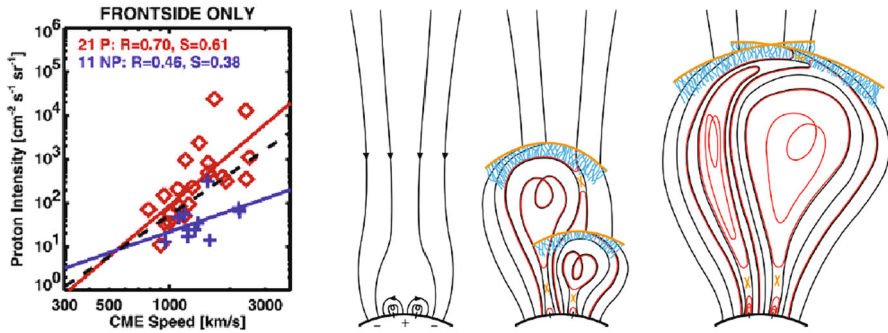 FRONTSIDE ONLY
21 P: R=0.70, S=0.61
11 NP: R=0.46, S=0.38
Proton Intensity [cm⁻² s⁻¹ sr⁻¹]
10⁶
10⁵
10⁴
10³
10²
10¹
10⁰
300 1000 3000
CME Speed [km/s]
− + −
X
X X
X X